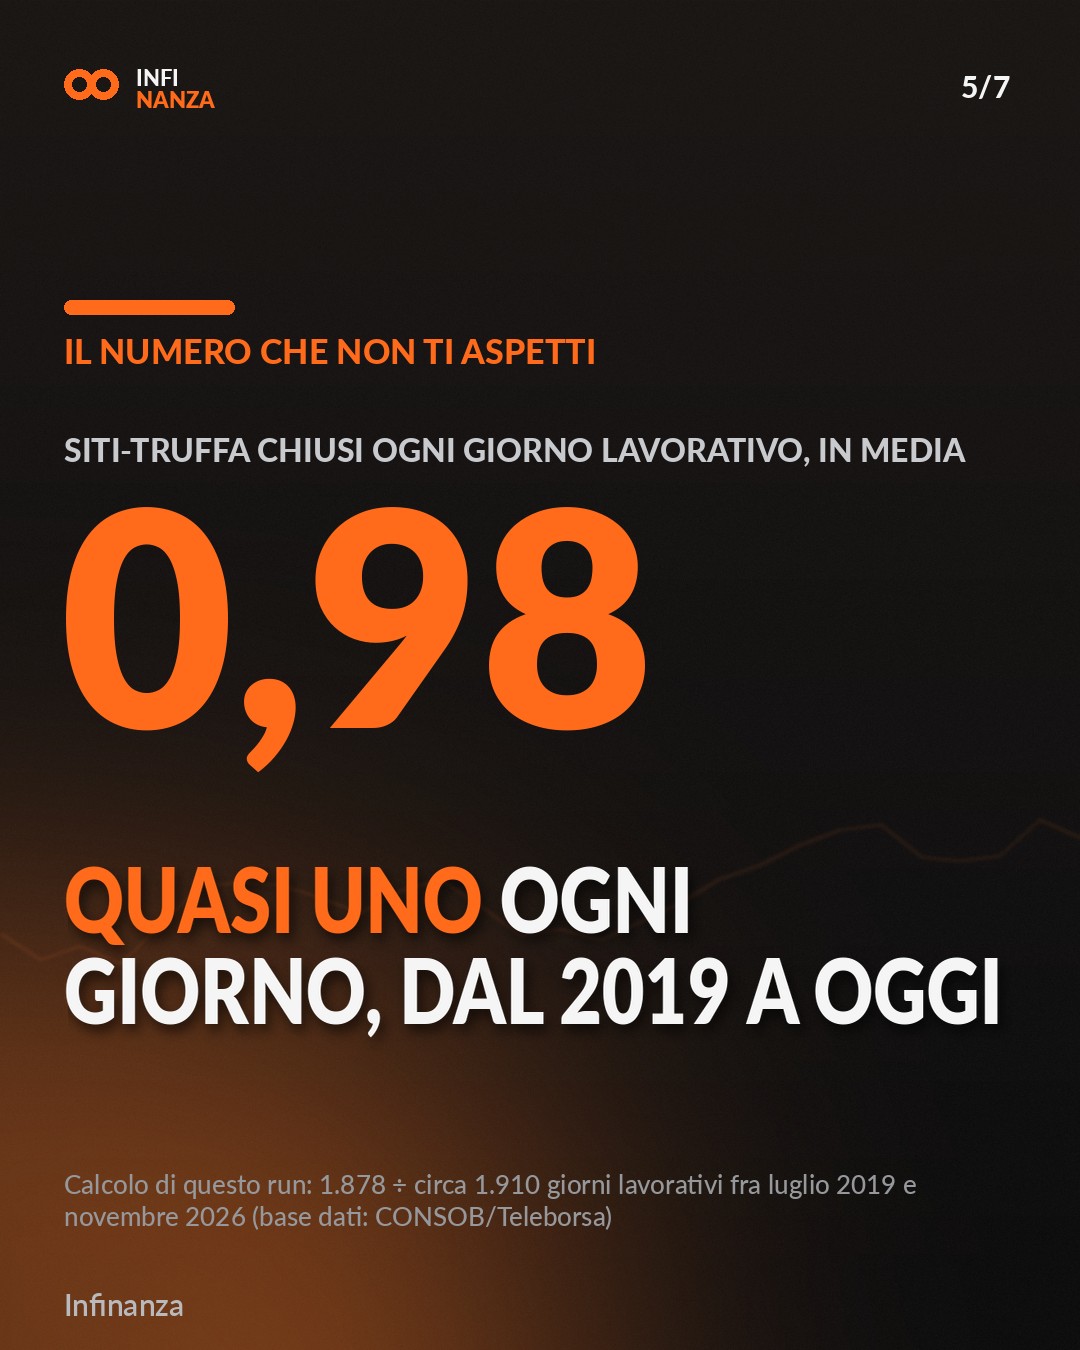 INFI
NANZA
5/7
IL NUMERO CHE NON TI ASPETTI
SITI-TRUFFA CHIUSI OGNI GIORNO LAVORATIVO, IN MEDIA
0,98
QUASI UNO OGNI
GIORNO, DAL 2019 A OGGI
Calcolo di questo run: 1.878 ÷ circa 1.910 giorni lavorativi fra luglio 2019 e
novembre 2026 (base dati: CONSOB/Teleborsa)
Infinanza